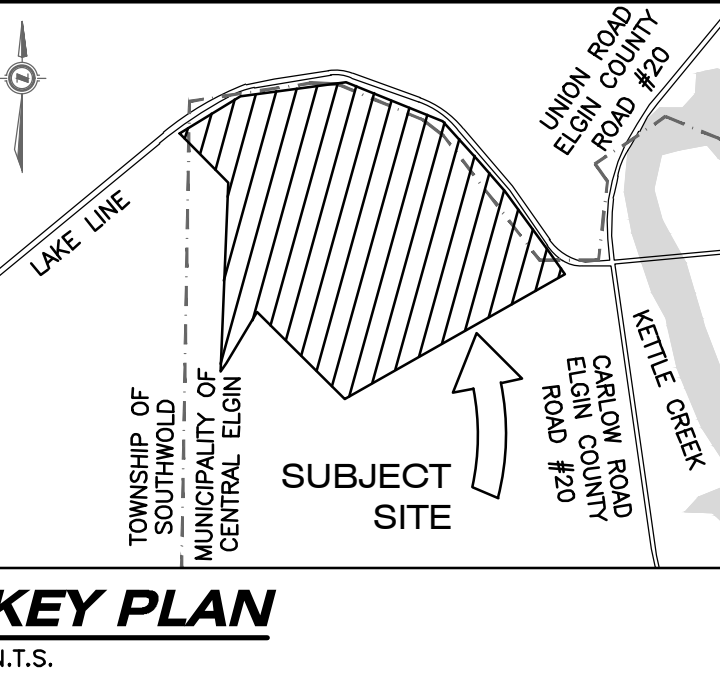 UNION ROAD
ELGIN COUNTY
ROAD #20
LAKE LINE
TOWNSHIP OF
SOUTHWOLD
MUNICIPALITY OF
CENTRAL ELGIN
SUBJECT
SITE
CARLOW ROAD
ELGIN COUNTY
ROAD #20
KETTLE CREEK
KEY PLAN
N.T.S.